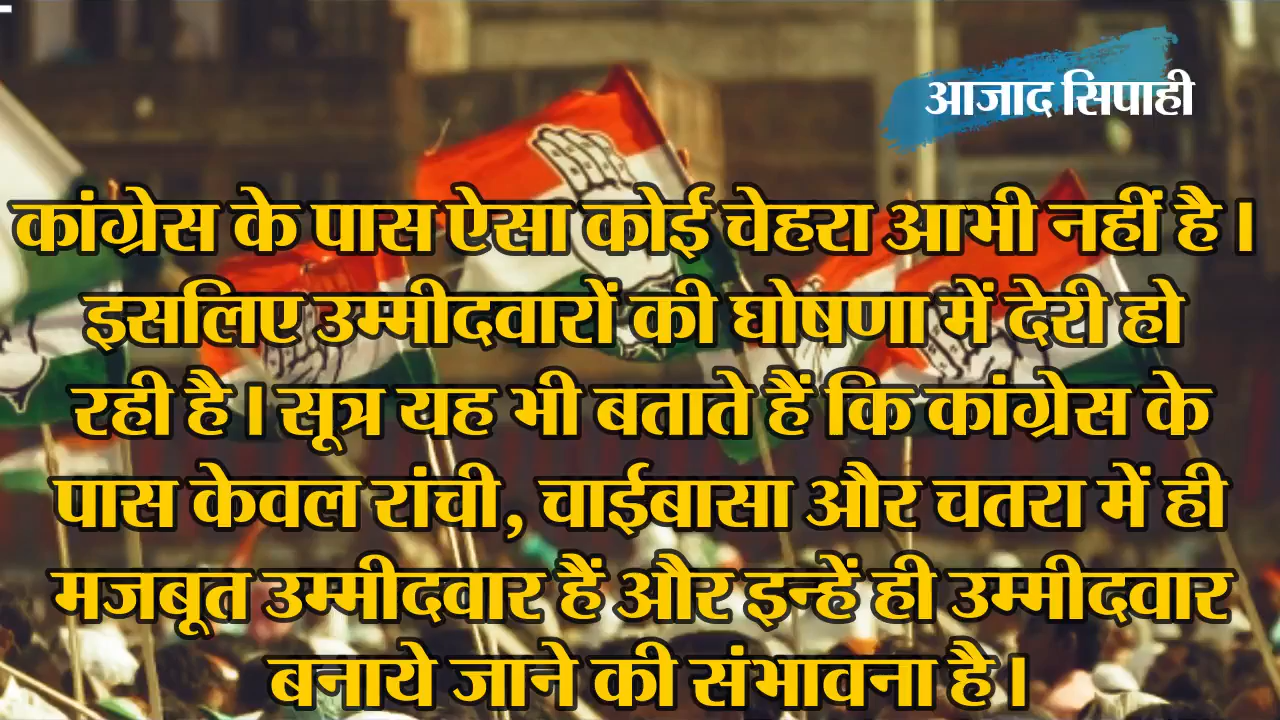 आजाद सिपाही
कांग्रेस के पास ऐसा कोई चेहरा आभी नहीं है।
इसलिए उम्मीदवारों की घोषणा में देरी हो
रही है। सूत्र यह भी बताते हैं कि कांग्रेस के
पास केवल रांची, चाईबासा और चतरा में ही
मजबूत उम्मीदवार हैं और इन्हें ही उम्मीदवार
बनाये जाने की संभावना है।